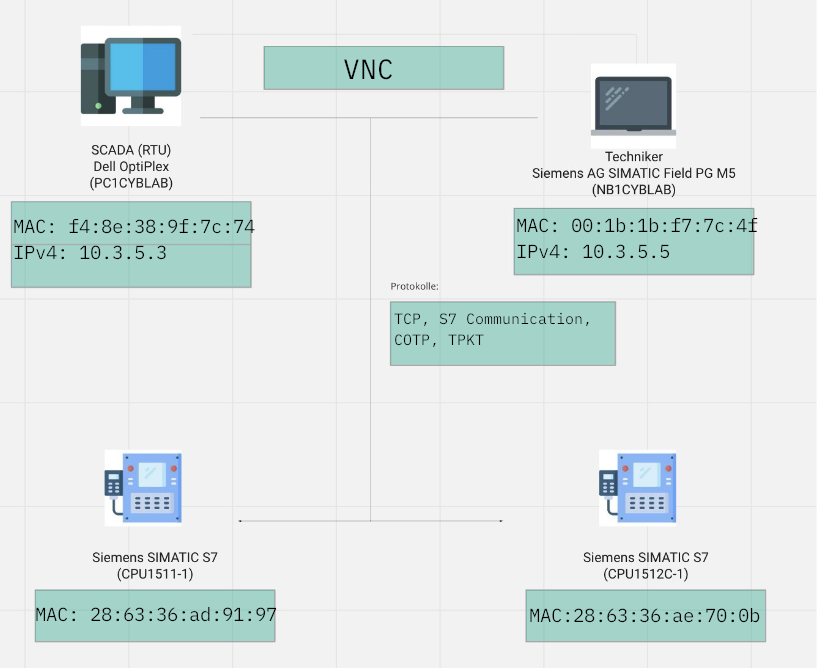 VNC
SCADA (RTU)
Dell OptiPlex
(PC1CYBLAB)
MAC: f4:8e:38:9f:7c:74
IPv4: 10.3.5.3
Techniker
Siemens AG SIMATIC Field PG M5
(NB1CYBLAB)
MAC: 00:1b:1b:f7:7c:4f
IPv4: 10.3.5.5
Protokolle:
TCP, S7 Communication,
COTP, TPKT
Siemens SIMATIC S7
(CPU1511-1)
MAC: 28:63:36:ad:91:97
Siemens SIMATIC S7
(CPU1512C-1)
MAC:28:63:36:ae:70:0b